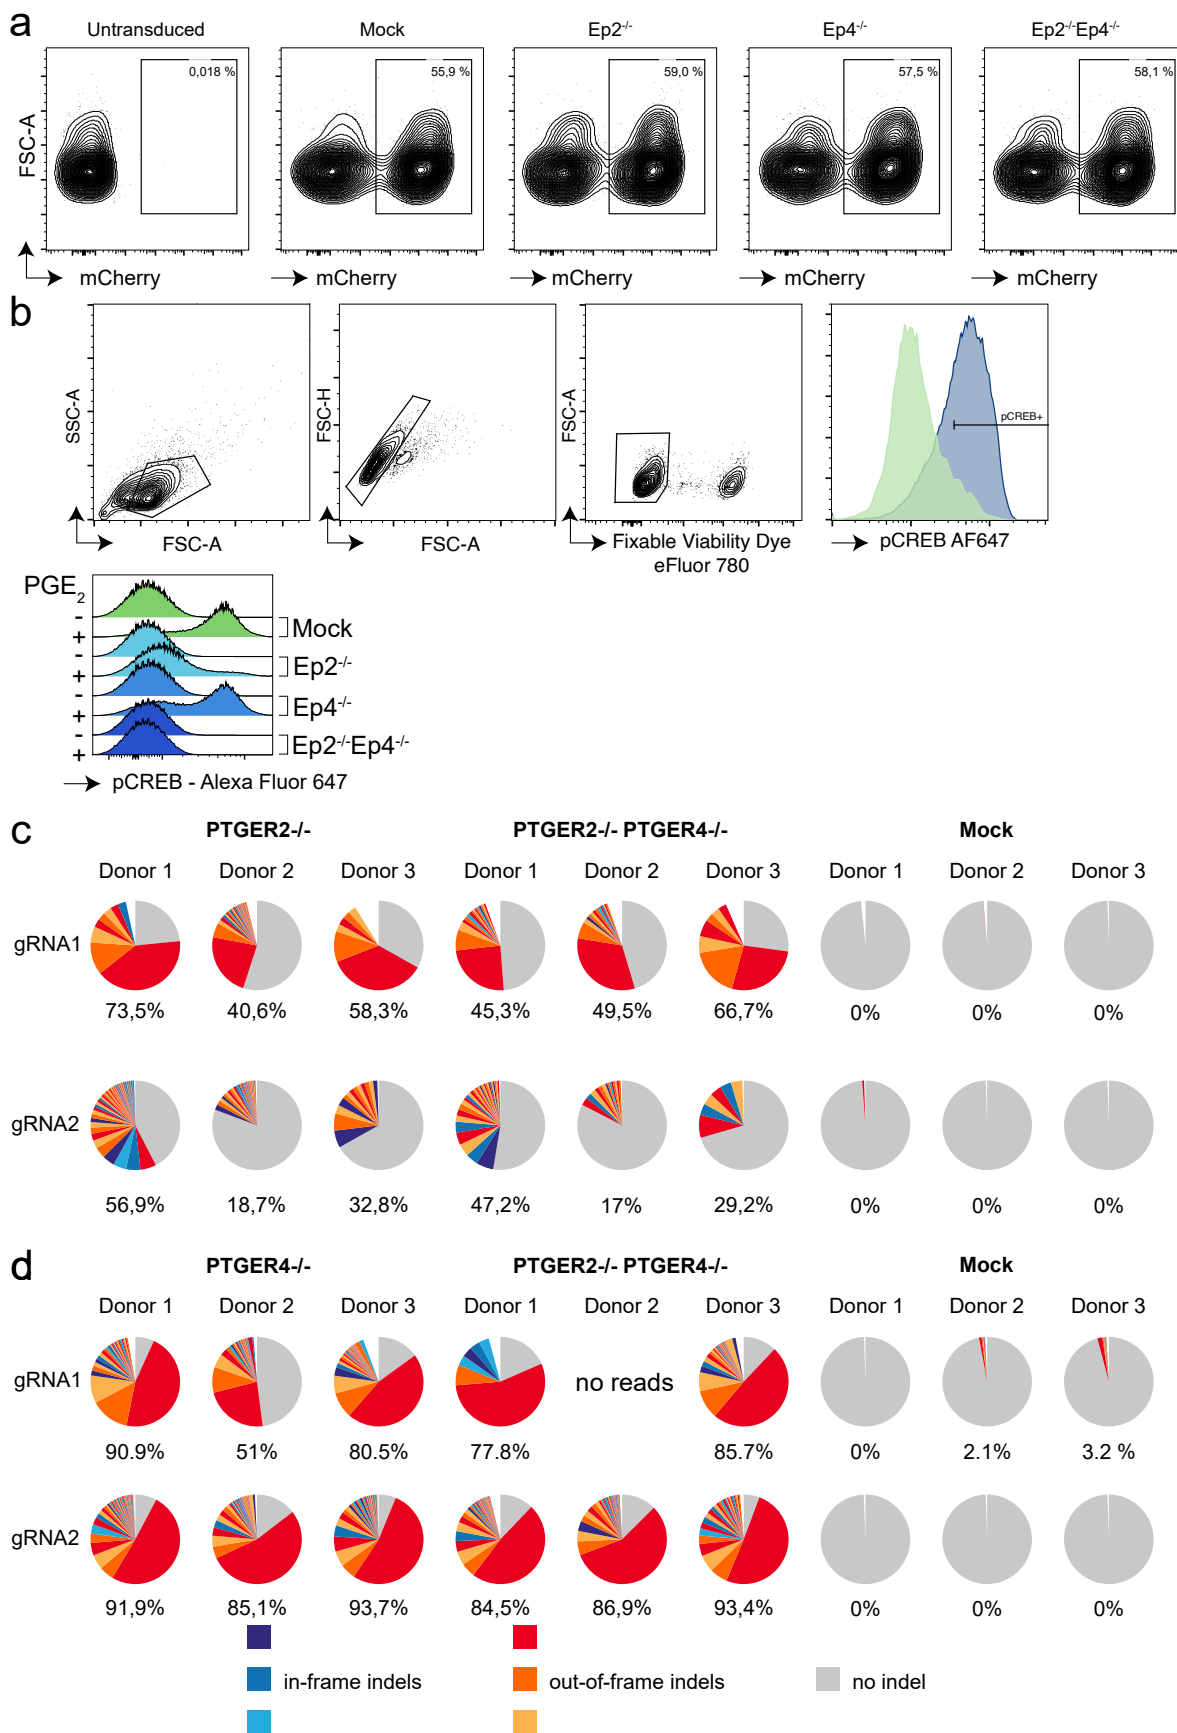 a
Untransduced Mock Ep2-/- Ep4-/- Ep2-/-Ep4-/-
0,018 % 55,9 % 59,0 % 57,5 % 58,1 %
FSC-A
mCherry mCherry mCherry mCherry mCherry
b
SSC-A FSC-H FSC-A pCREB+
FSC-A FSC-A Fixable Viability Dye pCREB AF647
eFluor 780
PGE2
-
+ Mock
-
+ Ep2-/-
-
+ Ep4-/-
-
+ Ep2-/-Ep4-/-
pCREB - Alexa Fluor 647
c
PTGER2-/- PTGER2-/- PTGER4-/- Mock
Donor 1 Donor 2 Donor 3 Donor 1 Donor 2 Donor 3 Donor 1 Donor 2 Donor 3
gRNA1
73,5% 40,6% 58,3% 45,3% 49,5% 66,7% 0% 0% 0%
gRNA2
56,9% 18,7% 32,8% 47,2% 17% 29,2% 0% 0% 0%
d
PTGER4-/- PTGER2-/- PTGER4-/- Mock
Donor 1 Donor 2 Donor 3 Donor 1 Donor 2 Donor 3 Donor 1 Donor 2 Donor 3
gRNA1 no reads
90.9% 51% 80.5% 77.8% 85.7% 0% 2.1% 3.2 %
gRNA2
91,9% 85,1% 93,7% 84,5% 86,9% 93,4% 0% 0% 0%
in-frame indels out-of-frame indels no indel